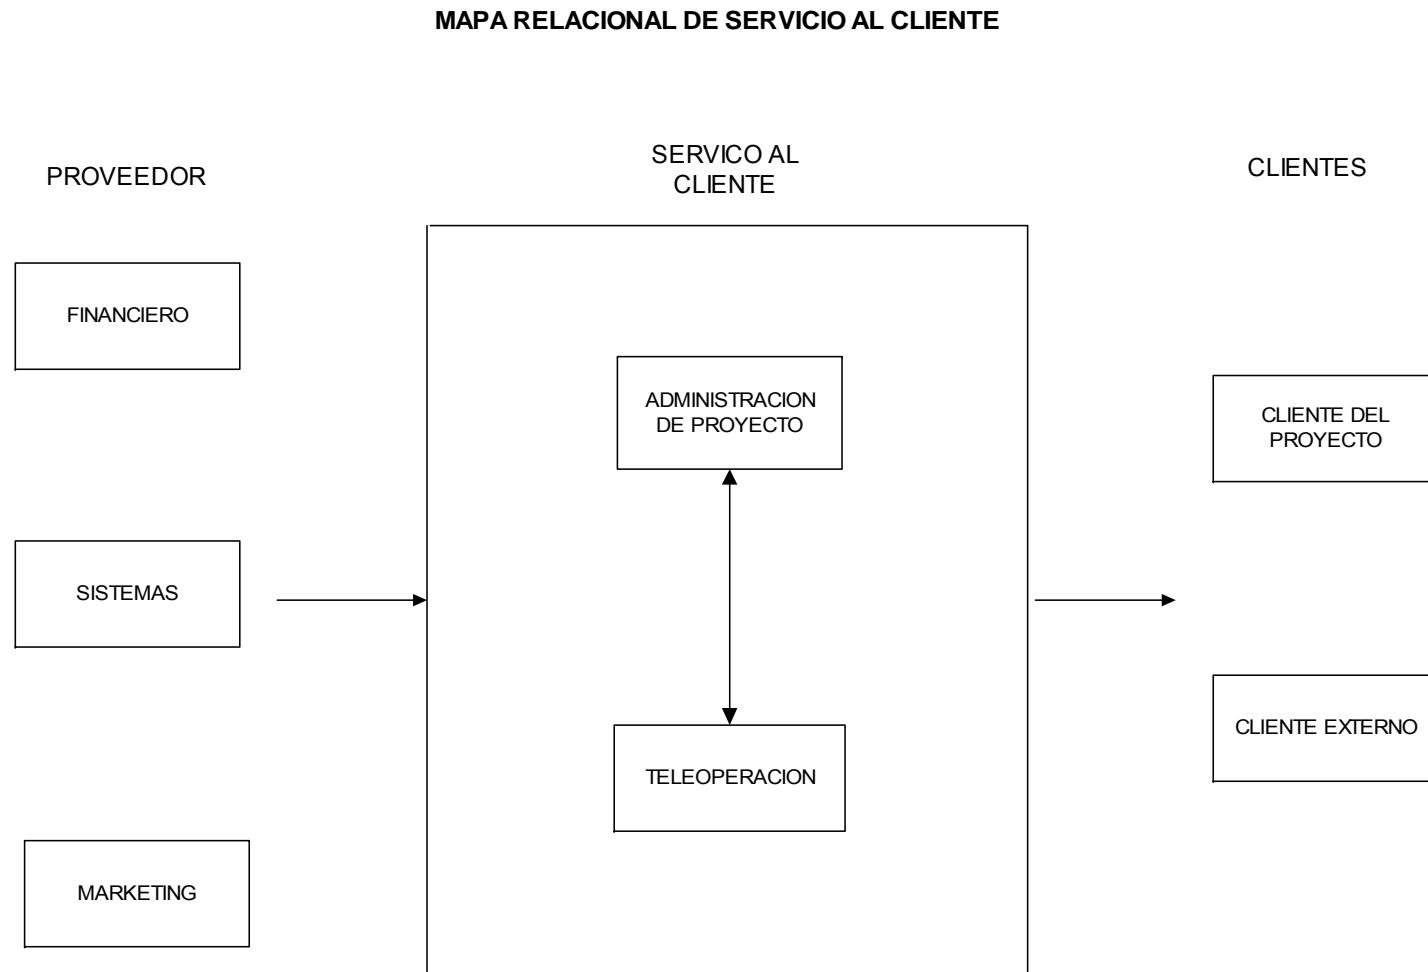 MAPA RELACIONAL DE SERVICIO AL CLIENTE
PROVEEDOR
SERVICO AL
CLIENTE
CLIENTES
FINANCIERO
ADMINISTRACION
DE PROYECTO
CLIENTE DEL
PROYECTO
SISTEMAS
CLIENTE EXTERNO
TELEOPERACION
MARKETING